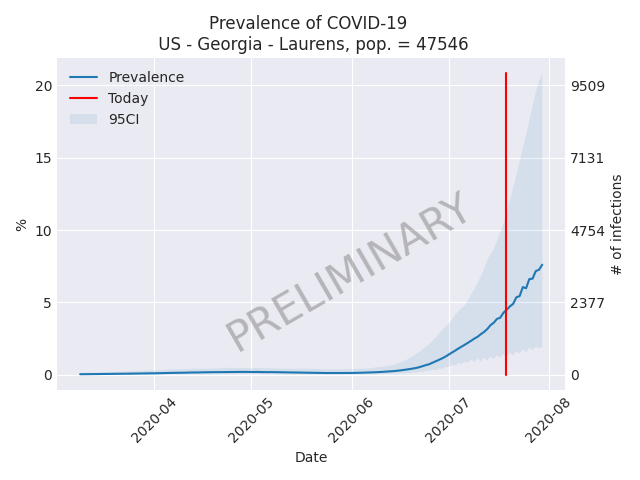 Prevalence of COVID-19
US - Georgia - Laurens, pop. = 47546
Prevalence
Today
95CI
20
15
10
5
0
%
9509
7131
4754
2377
0
# of infections
PRELIMINARY
2020-04
2020-05
2020-06
2020-07
2020-08
Date